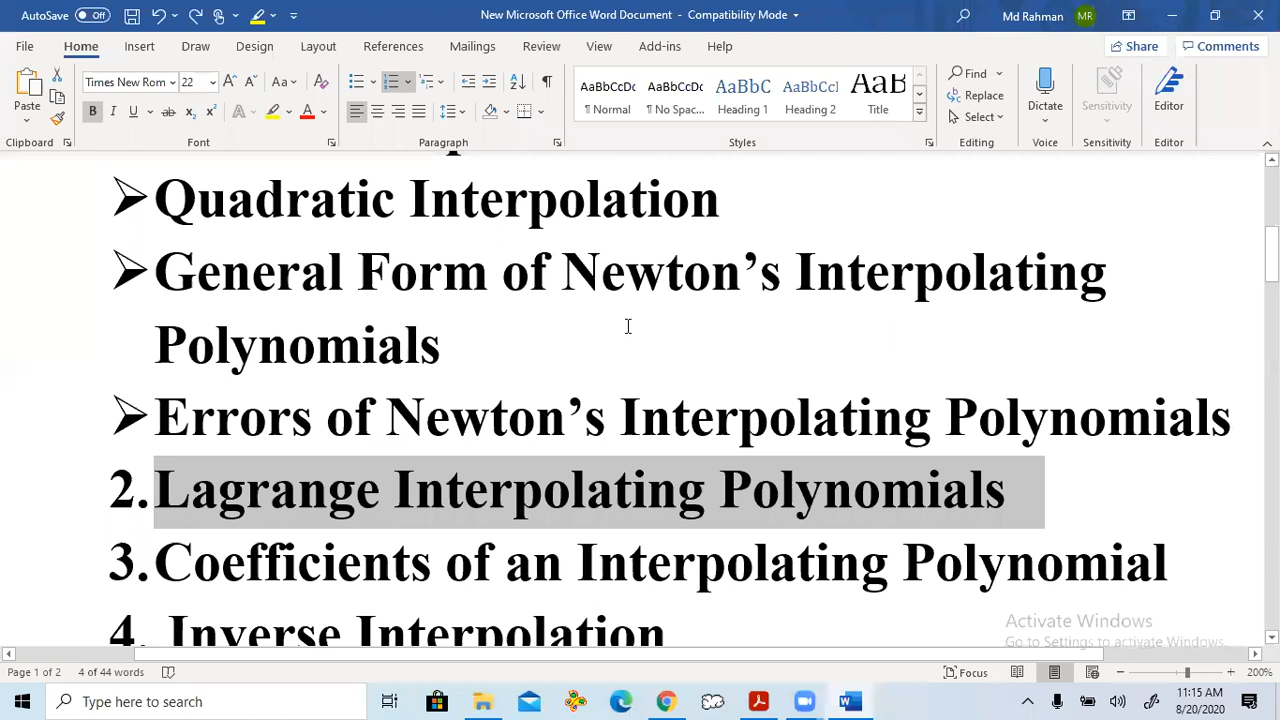 AutoSave Off
New Microsoft Office Word Document - Compatibility Mode
Md Rahman MR
File Home Insert Draw Design Layout References Mailings Review View Add-ins Help Share Comments
Times New Rom 22 Aa
Paste
B I U ab x₂ x² A A
AaBbCcDc AaBbCcDc AaBbC AaBbCcI AaB
¶ Normal ¶ No Spac... Heading 1 Heading 2 Title
Find
Replace
Select
Dictate
Sensitivity
Editor
Clipboard Font Paragraph Styles Editing Voice Sensitivity Editor
Quadratic Interpolation
General Form of Newton’s Interpolating
Polynomials
Errors of Newton’s Interpolating Polynomials
2. Lagrange Interpolating Polynomials
3. Coefficients of an Interpolating Polynomial
4. Inverse Interpolation
Activate Windows
Go to Settings to activate Windows.
Page 1 of 2 4 of 44 words Focus 200%
Type here to search
11:15 AM
8/20/2020